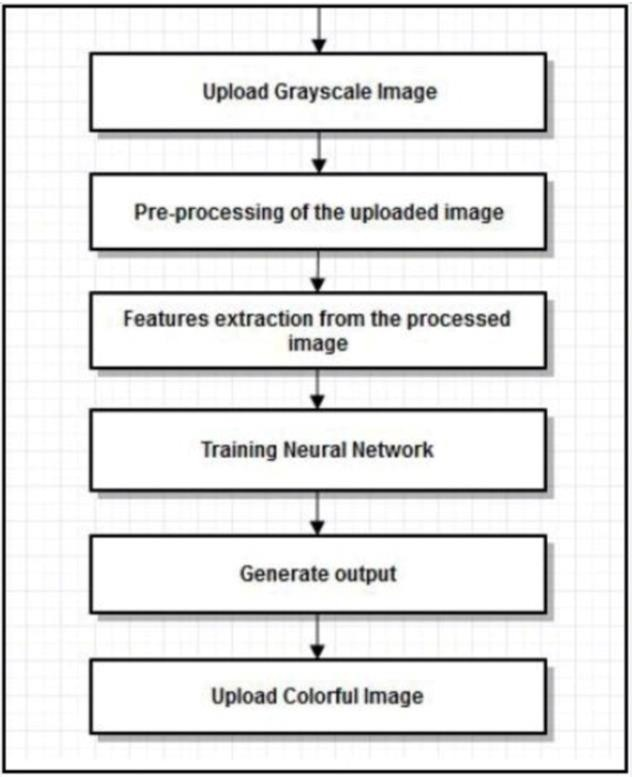 Upload Grayscale Image
Pre-processing of the uploaded image
Features extraction from the processed
image
Training Neural Network
Generate output
Upload Colorful Image